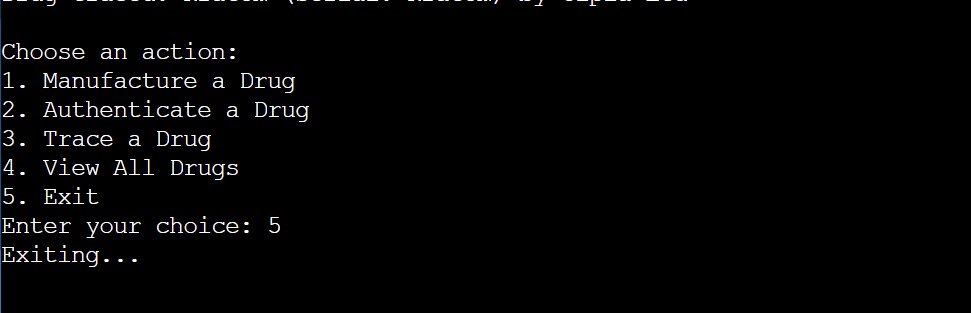 Choose an action:
1. Manufacture a Drug
2. Authenticate a Drug
3. Trace a Drug
4. View All Drugs
5. Exit
Enter your choice: 5
Exiting...